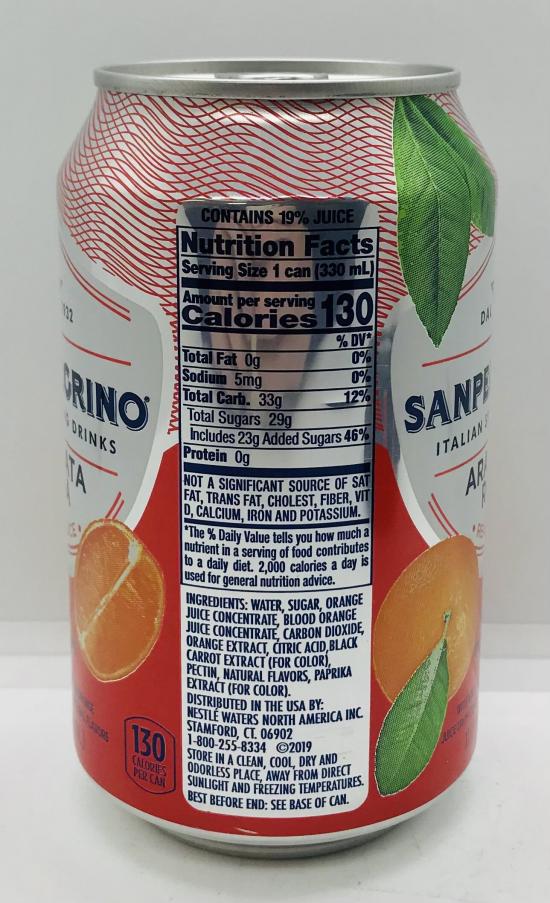 CONTAINS 19% JUICE
Nutrition Facts
Serving Size 1 can (330 mL)
Amount per serving
Calories 130
% DV*
Total Fat 0g 0%
Sodium 5mg 0%
Total Carb. 33g 12%
Total Sugars 29g
Includes 23g Added Sugars 46%
Protein 0g
NOT A SIGNIFICANT SOURCE OF SAT
FAT, TRANS FAT, CHOLEST, FIBER, VIT
D, CALCIUM, IRON AND POTASSIUM.
*The % Daily Value tells you how much a
nutrient in a serving of food contributes
to a daily diet. 2,000 calories a day is
used for general nutrition advice.
INGREDIENTS: WATER, SUGAR, ORANGE
JUICE CONCENTRATE, BLOOD ORANGE
JUICE CONCENTRATE, CARBON DIOXIDE,
ORANGE EXTRACT, CITRIC ACID,BLACK
CARROT EXTRACT (FOR COLOR),
PECTIN, NATURAL FLAVORS, PAPRIKA
EXTRACT (FOR COLOR).
DISTRIBUTED IN THE USA BY:
NESTLÉ WATERS NORTH AMERICA INC.
STAMFORD, CT. 06902
1-800-255-8334 ©2019
STORE IN A CLEAN, COOL, DRY AND
ODORLESS PLACE, AWAY FROM DIRECT
SUNLIGHT AND FREEZING TEMPERATURES.
BEST BEFORE END: SEE BASE OF CAN.
ORINO
DRINKS
ATA
130
CALORIES
PER CAN
SANPE
ITALIAN